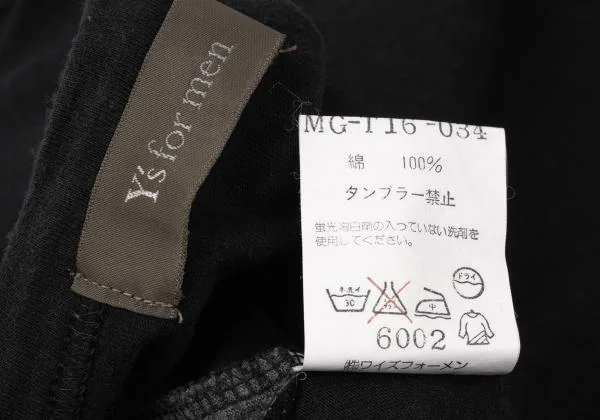 Y's for men
MG-T16-034
綿 100%
タンブラー禁止
蛍光増白剤の入っていない洗剤を
使用してください。
ドライ
手洗イ
30
中
6002
㈱ワイズフォーメン